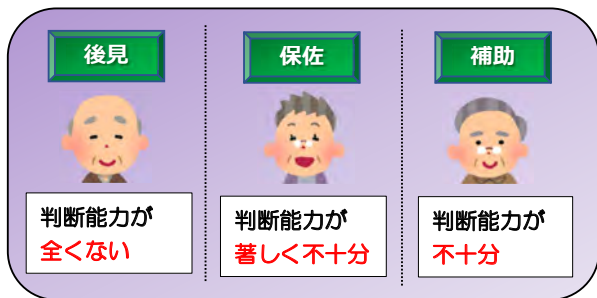 後見
判断能力が
全くない
保佐
判断能力が
著しく不十分
補助
判断能力が
不十分